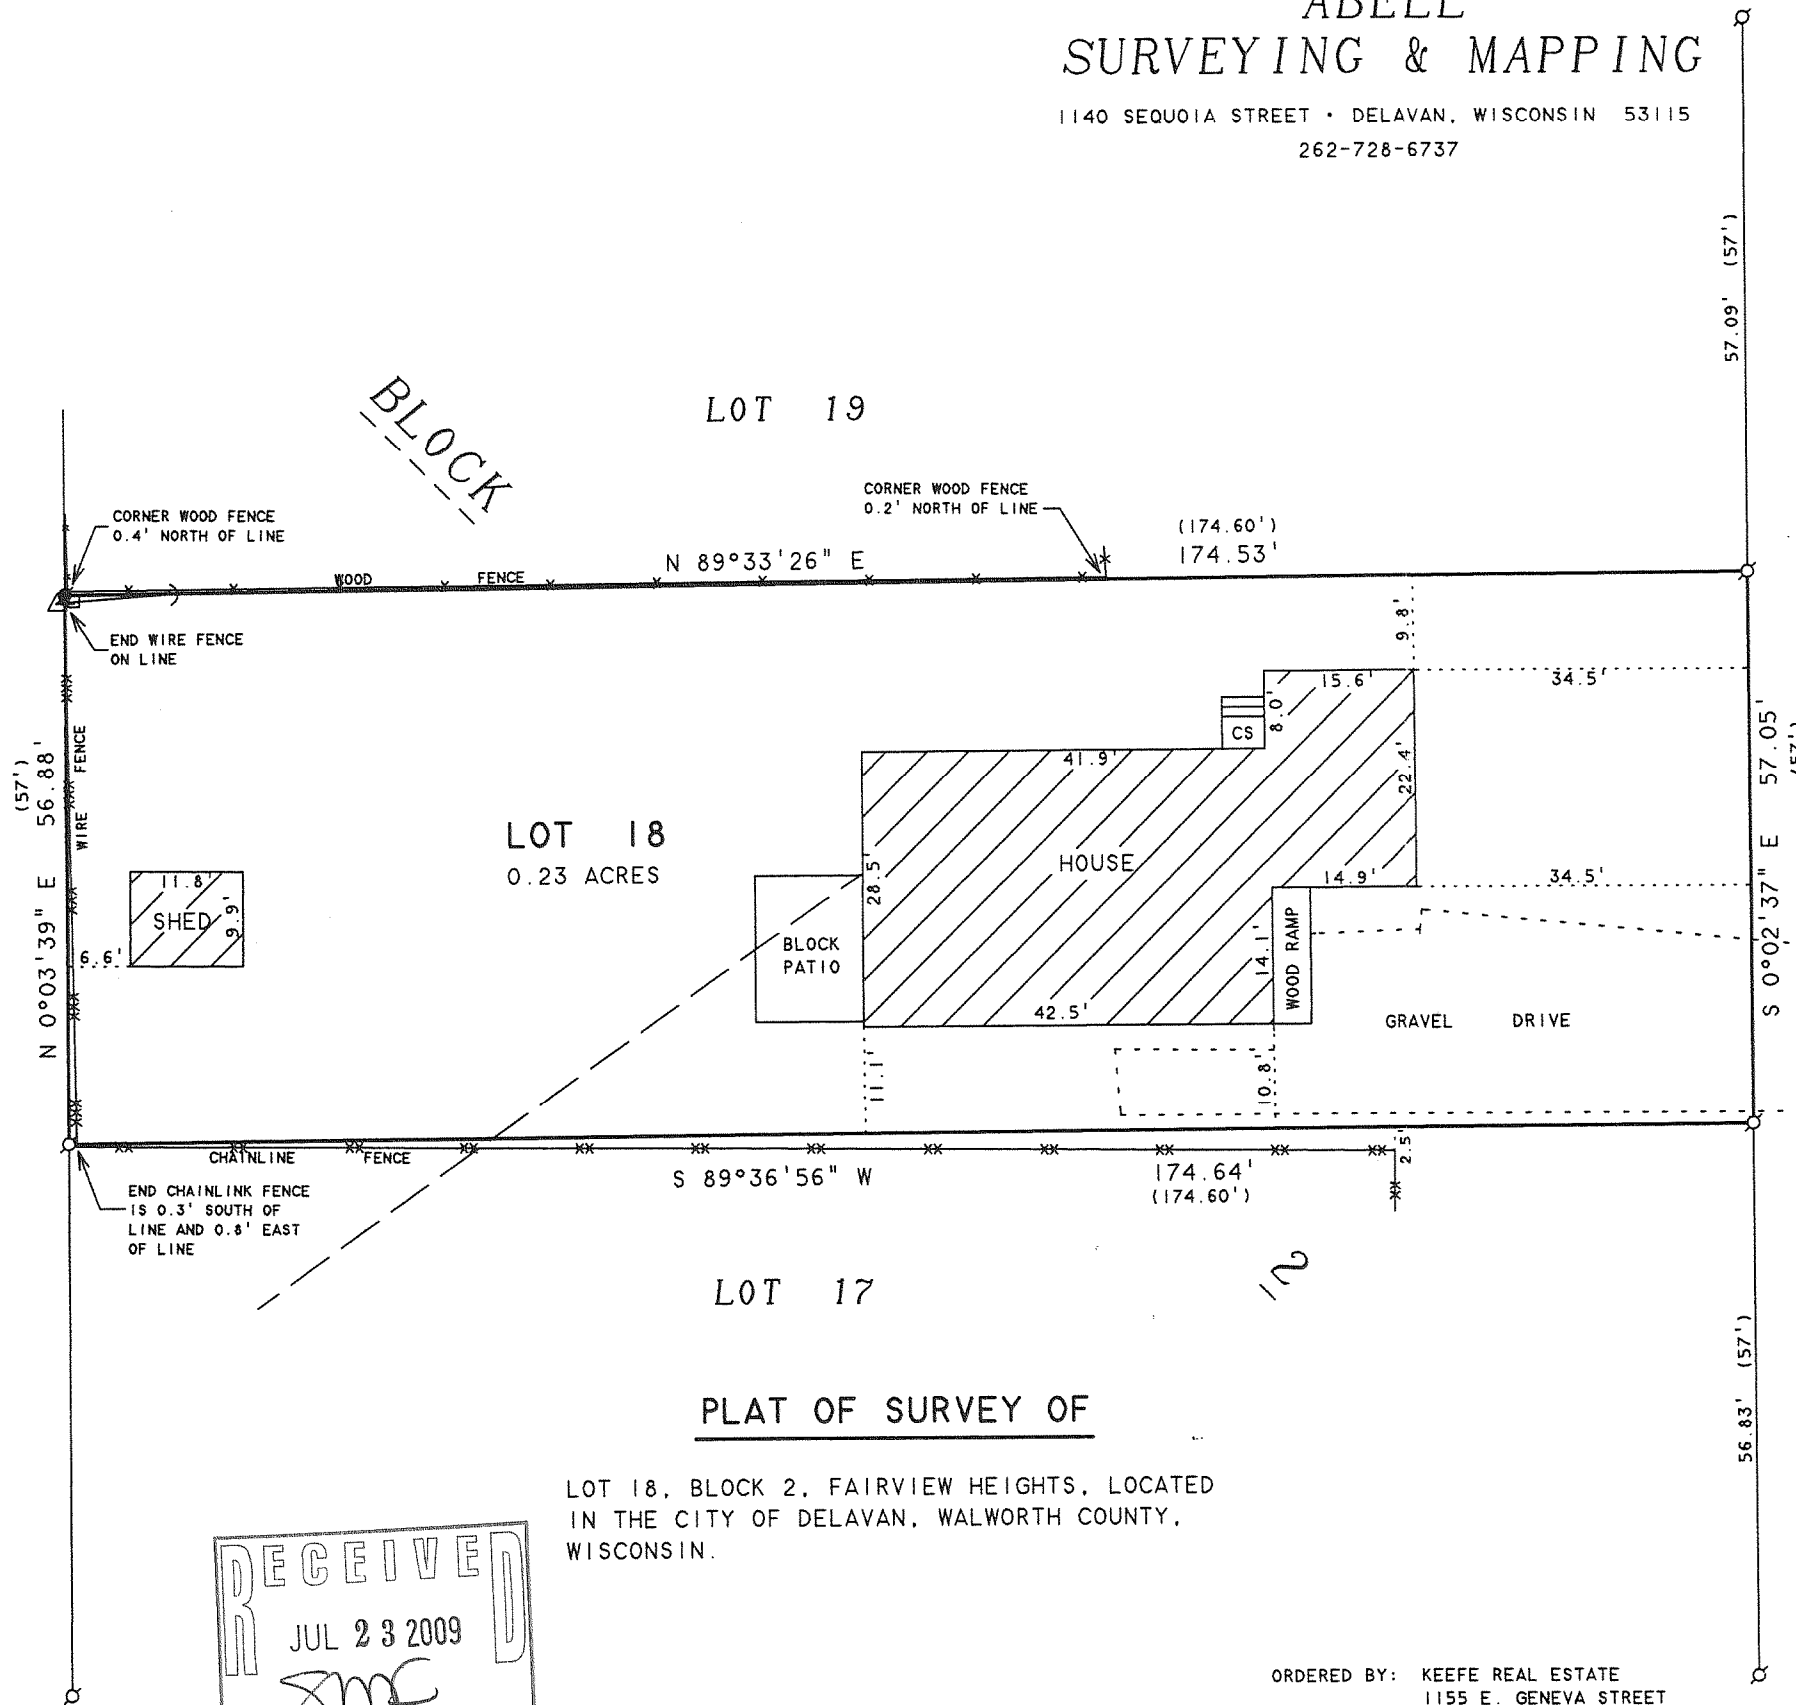 ABELL
SURVEYING & MAPPING
1140 SEQUOIA STREET • DELAVAN, WISCONSIN 53115
262-728-6737
57.09' (57')
BLOCK
LOT 19
CORNER WOOD FENCE
0.4' NORTH OF LINE
CORNER WOOD FENCE
0.2' NORTH OF LINE
(174.60')
N 89°33'26" E
174.53'
WOOD FENCE
END WIRE FENCE
ON LINE
9.8'
15.6'
34.5'
8.0'
CS
41.9'
22.4'
(57')
N 0°03'39" E 56.88'
WIRE FENCE
S 0°02'37" E 57.05'
LOT 18
0.23 ACRES
HOUSE
28.5'
14.9'
34.5'
11.8'
SHED
9.9'
6.6'
BLOCK
PATIO
14.1'
WOOD RAMP
42.5'
GRAVEL DRIVE
11.1'
10.8'
CHAINLINE FENCE
2.5'
S 89°36'56" W
174.64'
(174.60')
END CHAINLINK FENCE
IS 0.3' SOUTH OF
LINE AND 0.8' EAST
OF LINE
2
LOT 17
56.83' (57')
PLAT OF SURVEY OF
LOT 18, BLOCK 2, FAIRVIEW HEIGHTS, LOCATED
IN THE CITY OF DELAVAN, WALWORTH COUNTY,
WISCONSIN.
RECEIVED
JUL 23 2009
ORDERED BY: KEEFE REAL ESTATE
1155 E. GENEVA STREET